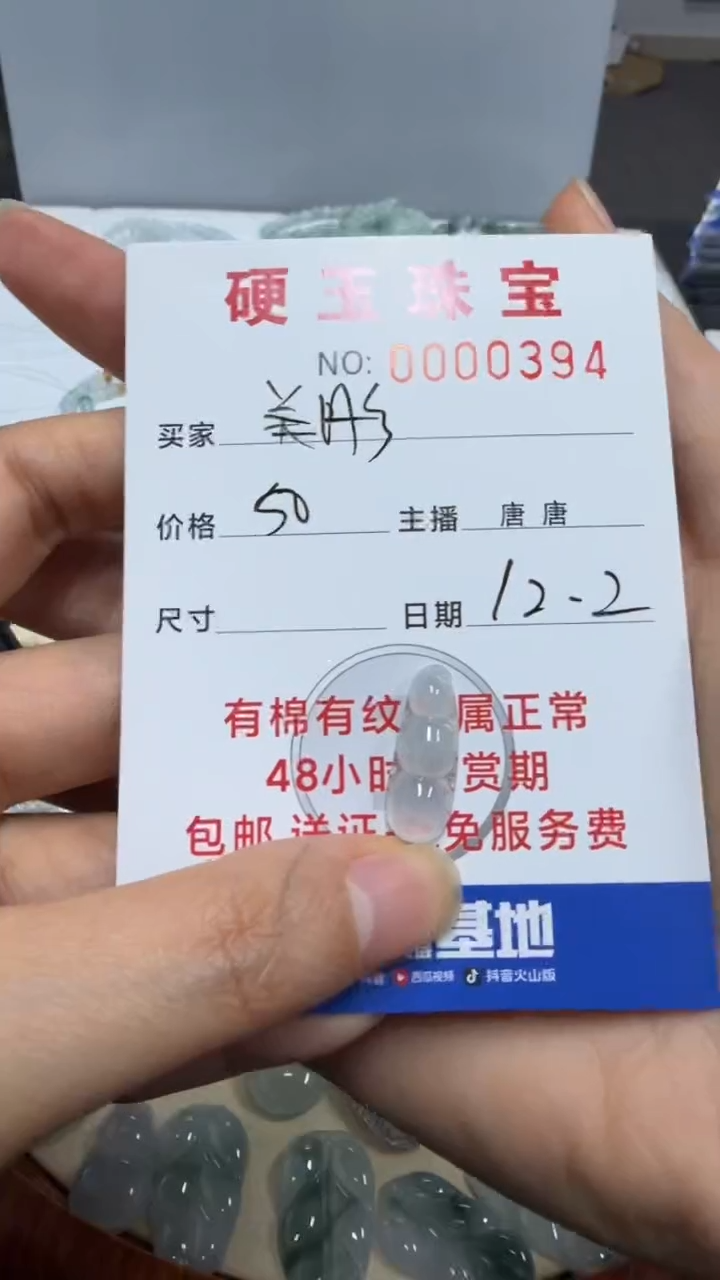 硬玉珠宝
NO: 0000394
买家 美彤
价格 50 主播 唐唐
尺寸 日期 12-2
有棉有纹 属正常
48小时 赏期
包邮 送证 免服务费
基地
西瓜视频 抖音火山版